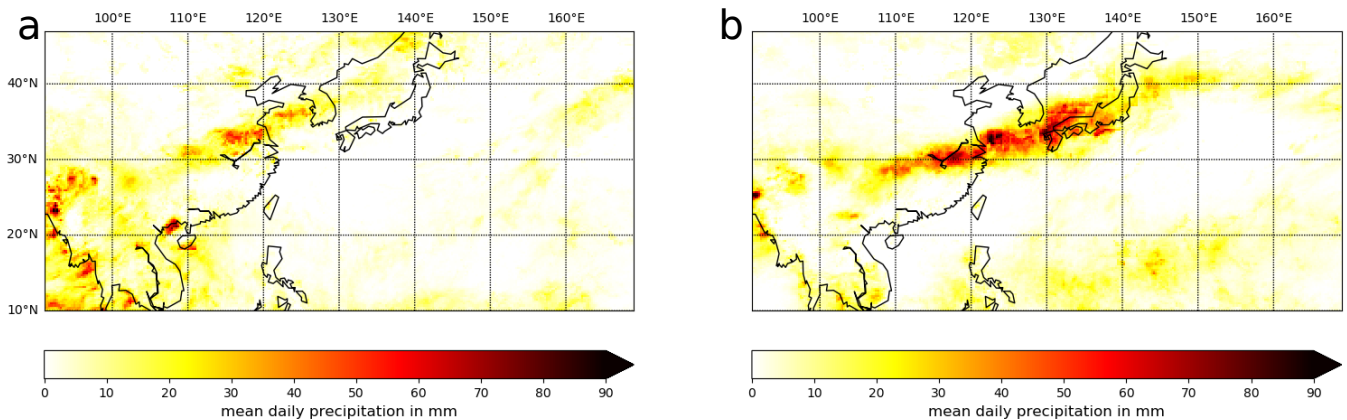 a
100°E 110°E 120°E 130°E 140°E 150°E 160°E
40°N
30°N
20°N
10°N
0 10 20 30 40 50 60 70 80 90
mean daily precipitation in mm
b
100°E 110°E 120°E 130°E 140°E 150°E 160°E
0 10 20 30 40 50 60 70 80 90
mean daily precipitation in mm